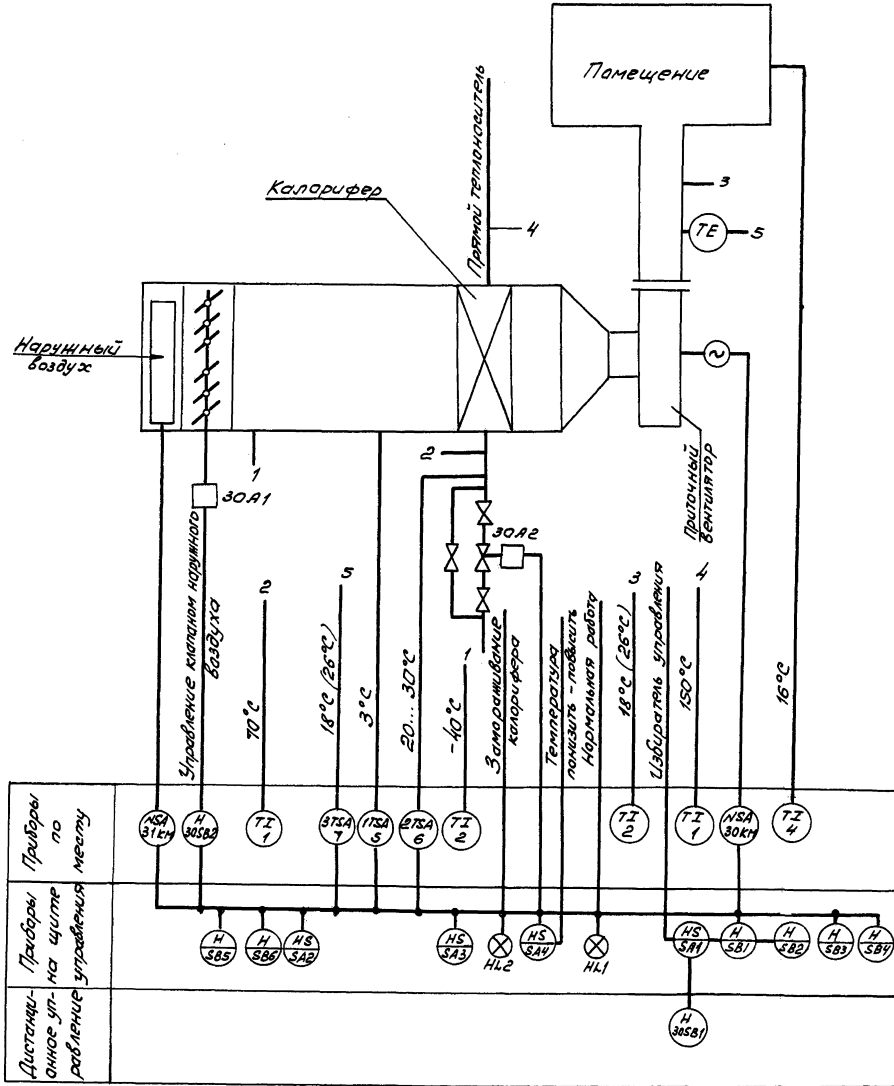 Помещение
Прямой теплоноситель
Калорифер
3
4
TE
5
Наружный
воздух
1
2
30A1
30A2
Приточный
вентилятор
Управление клапаном наружного
воздуха
2
70°C
5
18°C (26°C)
3°C
20...30°C
1
-40°C
Замораживание
калорифера
Температура
понизить-повысить
Нормальная работа
3
18°C (26°C)
Избиратель управления
4
150°C
16°C
Приборы
по
месту
NSA
31KM
H
30SB2
TI
1
3TSA
7
1TSA
5
2TSA
6
TI
2
TI
2
TI
1
NSA
30KM
TI
4
Приборы
на щите
управления
H
SB5
H
SB6
HS
SA2
HS
SA3
HL2
HS
SA4
HL1
HS
SA1
H
SB1
H
SB2
H
SB3
H
SB4
Дистанци-
онное уп-
равление
H
30SB1